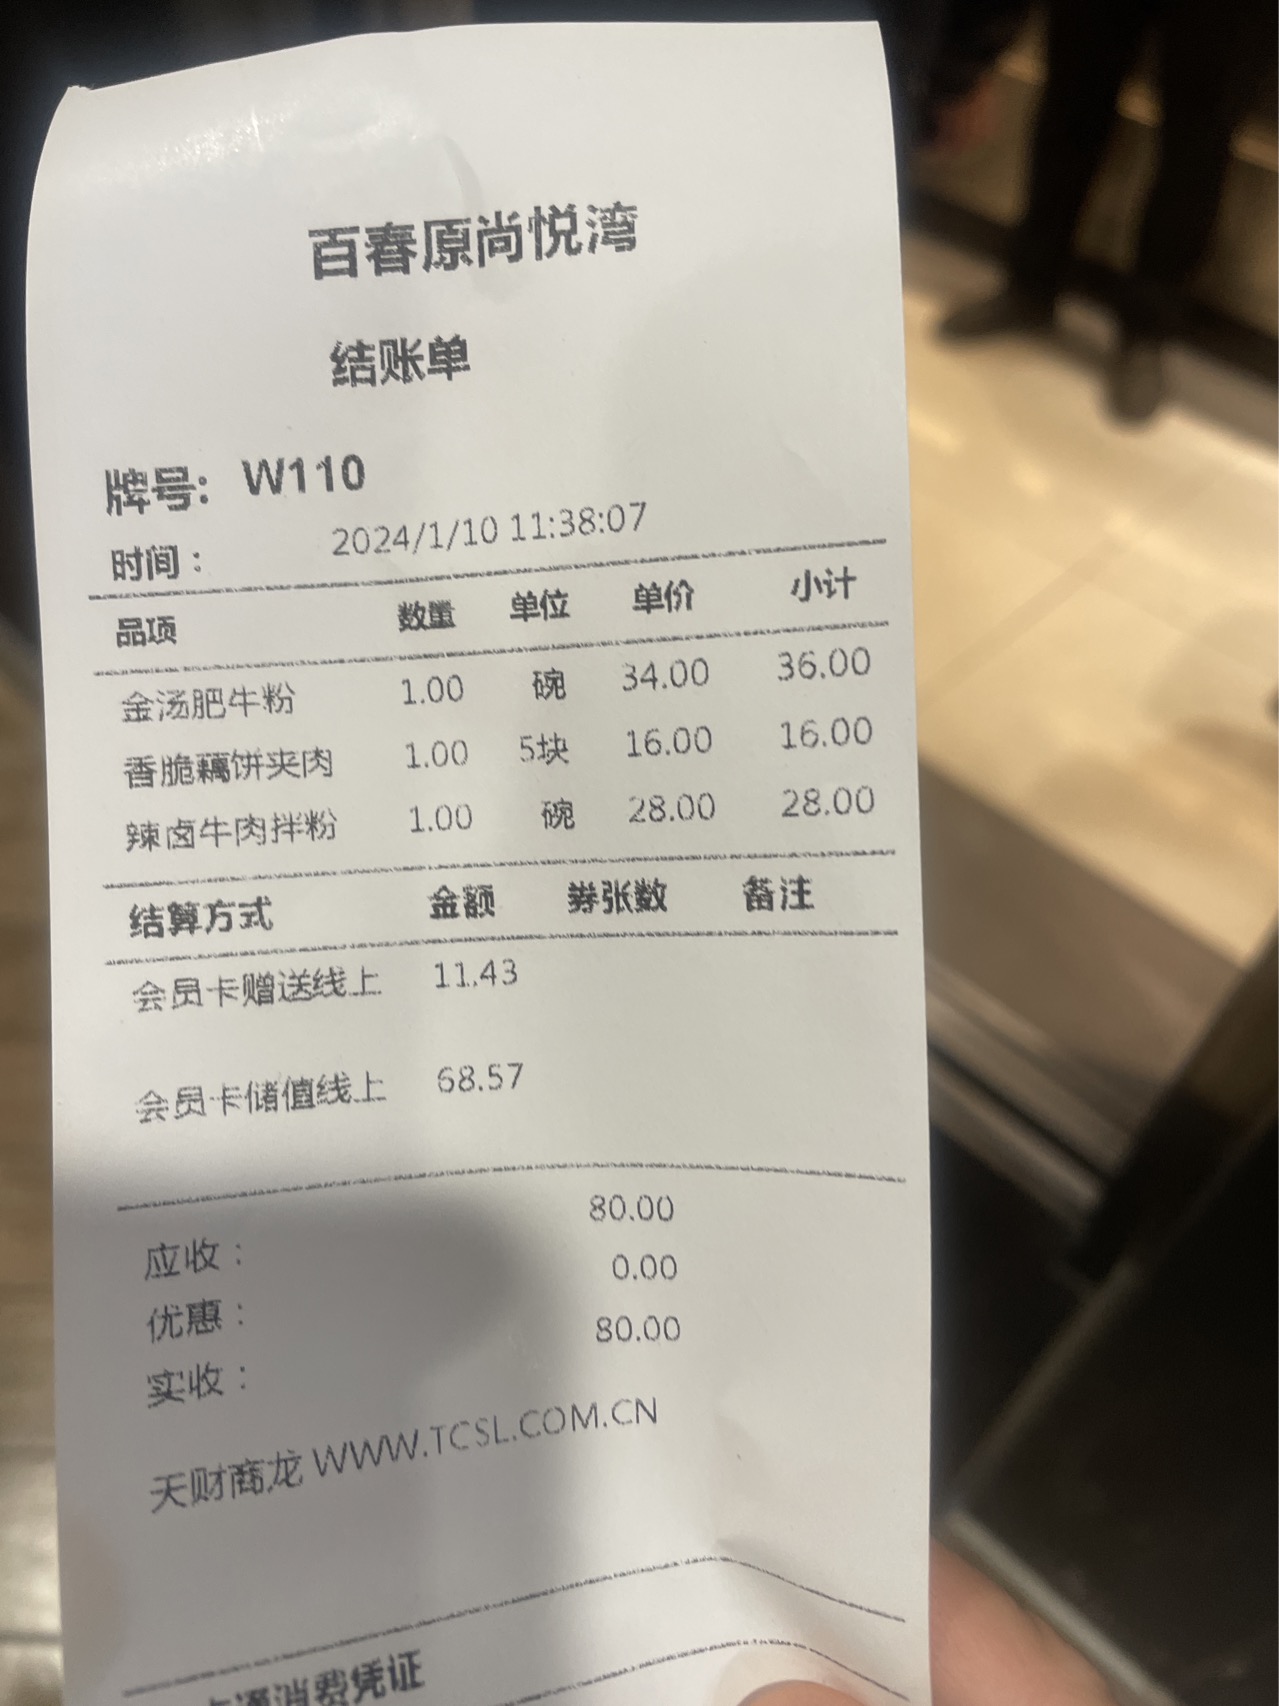 百春原尚悦湾
结账单
牌号: W110
时间： 2024/1/10 11:38:07
品项 数量 单位 单价 小计
金汤肥牛粉 1.00 碗 34.00 36.00
香脆藕饼夹肉 1.00 5块 16.00 16.00
辣卤牛肉拌粉 1.00 碗 28.00 28.00
结算方式 金额 券张数 备注
会员卡赠送线上 11.43
会员卡储值线上 68.57
应收： 80.00
优惠： 0.00
实收： 80.00
天财商龙 WWW.TCSL.COM.CN
消费凭证